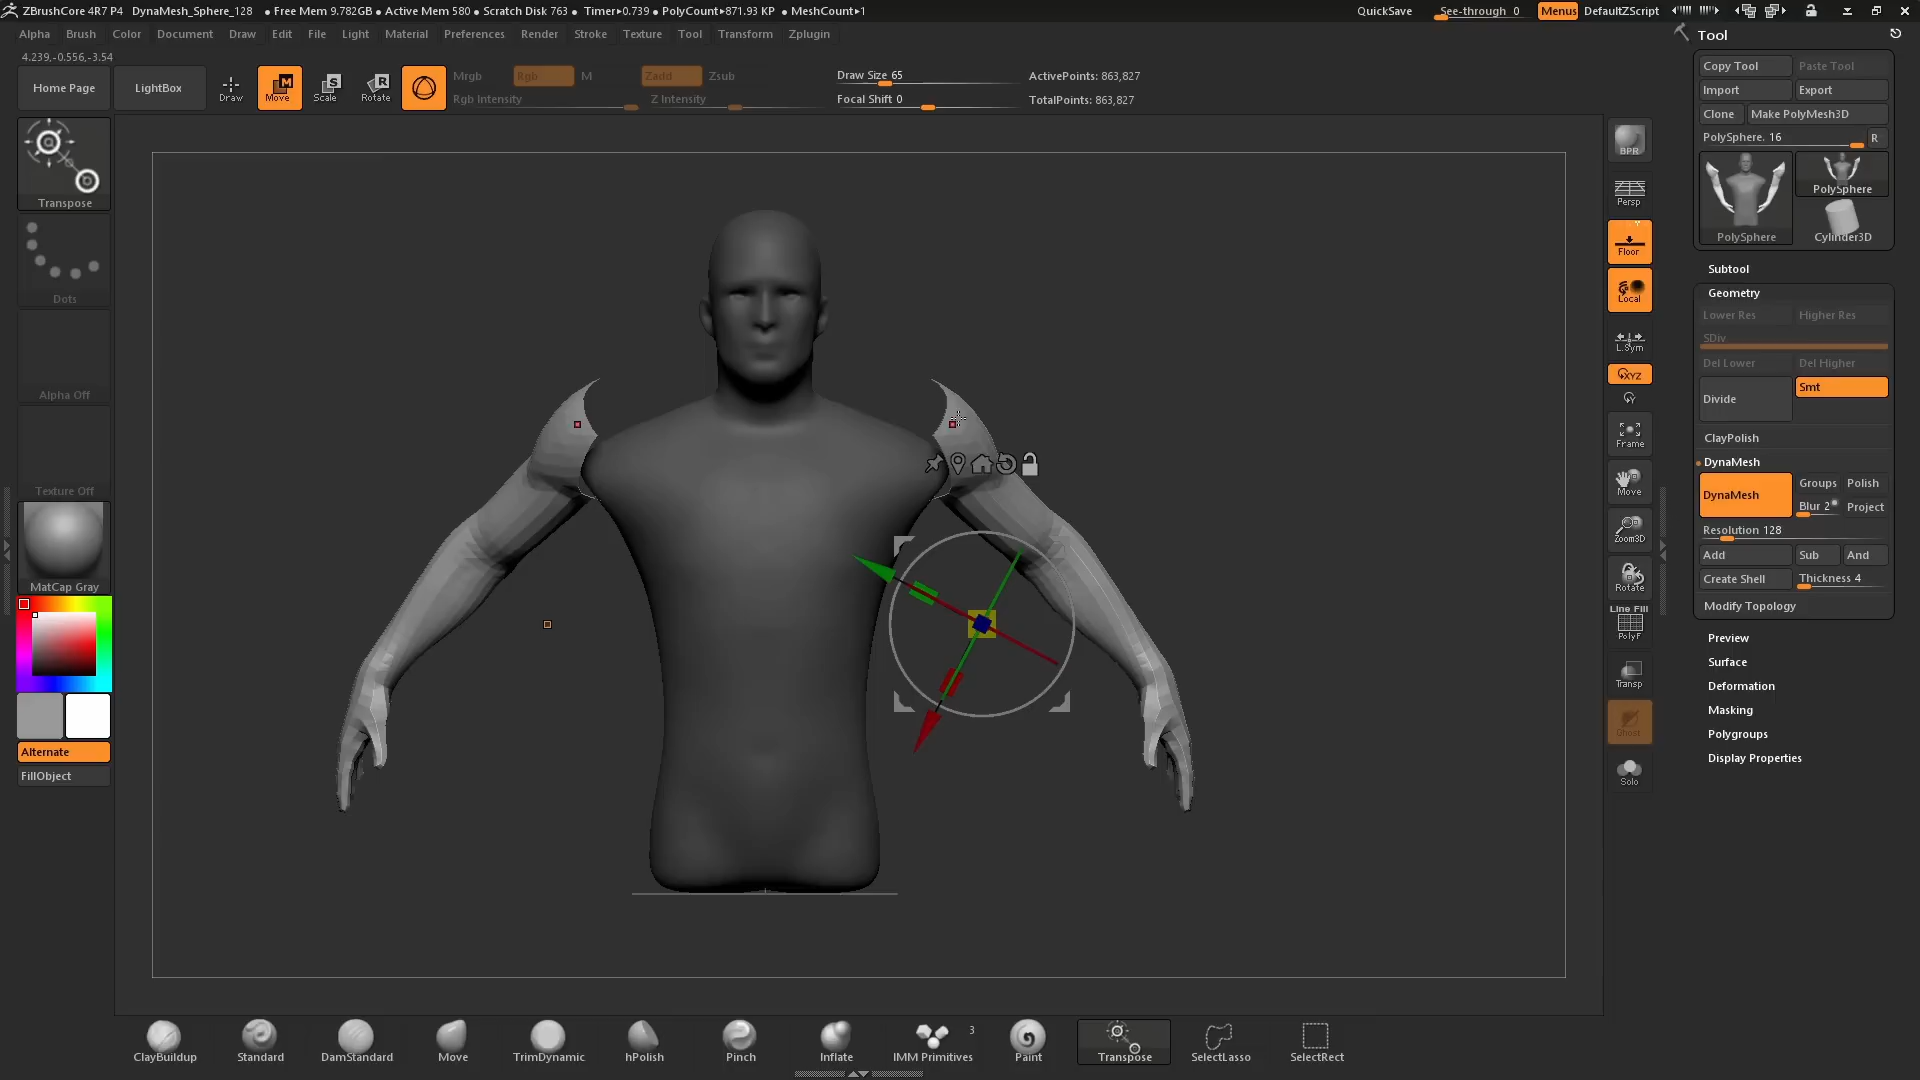 ZBrushCore 4R7 P4 DynaMesh_Sphere_128 • Free Mem 9.782GB • Active Mem 580 • Scratch Disk 763 • Timer▸0.739 • PolyCount▸871.93 KP • MeshCount▸1 QuickSave See-through 0 Menus DefaultZScript
Alpha Brush Color Document Draw Edit File Light Material Preferences Render Stroke Texture Tool Transform Zplugin
4.239,-0.556,-3.54
Home Page LightBox Draw Move Scale Rotate
Mrgb Rgb M Zadd Zsub
Rgb Intensity Z Intensity
Draw Size 65
Focal Shift 0
ActivePoints: 863,827
TotalPoints: 863,827
Transpose
Dots
Alpha Off
Texture Off
MatCap Gray
Alternate
FillObject
BPR
Persp
Floor
Local
L.Sym
XYZ
Y
Frame
Move
Zoom3D
Rotate
Line Fill
PolyF
Transp
Ghost
Solo
Tool
Copy Tool Paste Tool
Import Export
Clone Make PolyMesh3D
PolySphere. 16 R
PolySphere
PolySphere Cylinder3D
Subtool
Geometry
Lower Res Higher Res
SDiv
Del Lower Del Higher
Divide Smt
ClayPolish
DynaMesh
DynaMesh Groups Polish
Blur 2 Project
Resolution 128
Add Sub And
Create Shell Thickness 4
Modify Topology
Preview
Surface
Deformation
Masking
Polygroups
Display Properties
3
ClayBuildup Standard DamStandard Move TrimDynamic hPolish Pinch Inflate IMM Primitives Paint Transpose SelectLasso SelectRect